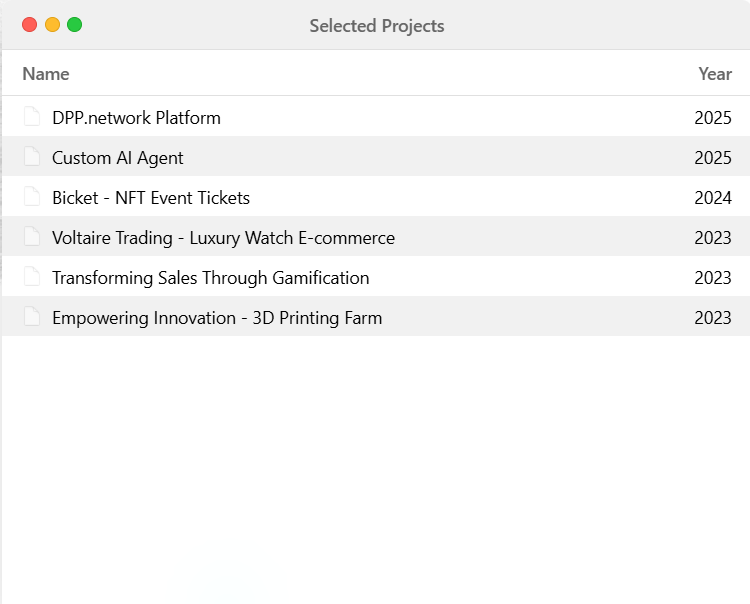 Selected Projects
Name Year
DPP.network Platform 2025
Custom AI Agent 2025
Bicket - NFT Event Tickets 2024
Voltaire Trading - Luxury Watch E-commerce 2023
Transforming Sales Through Gamification 2023
Empowering Innovation - 3D Printing Farm 2023